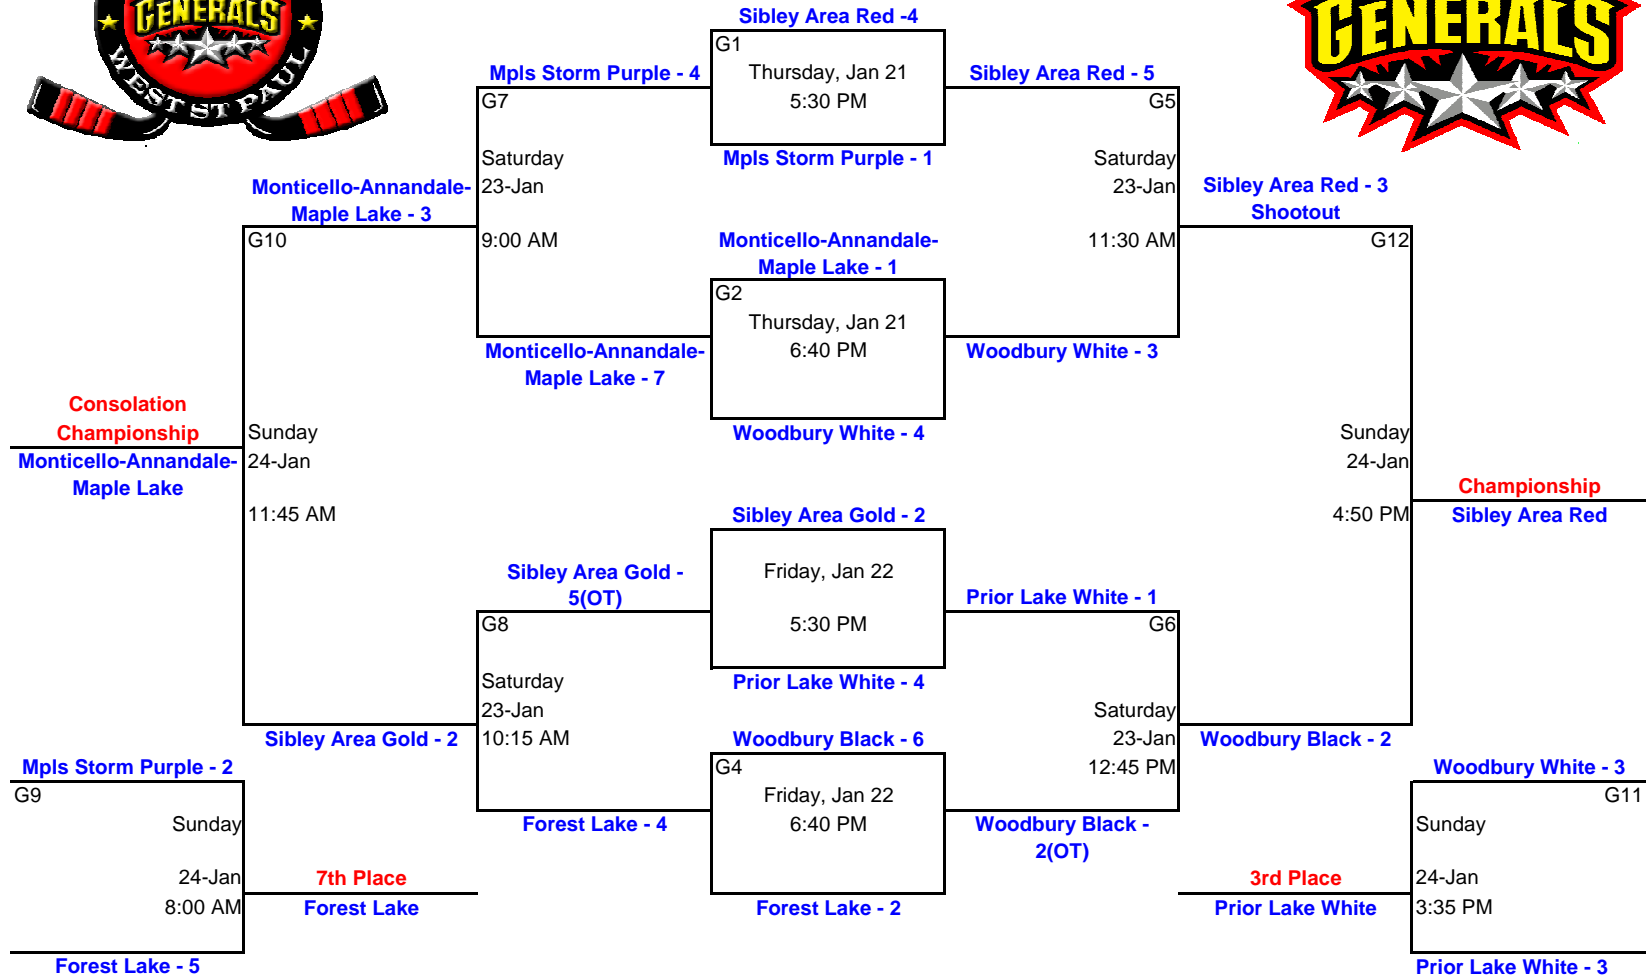 GENERALS
WEST ST PAUL
GENERALS
Sibley Area Red -4
G1
Thursday, Jan 21
5:30 PM
Mpls Storm Purple - 1
Mpls Storm Purple - 4
G7
Saturday
23-Jan
9:00 AM
Monticello-Annandale-
Maple Lake - 7
Sibley Area Red - 5
G5
Saturday
23-Jan
11:30 AM
Woodbury White - 3
Monticello-Annandale-
Maple Lake - 1
G2
Thursday, Jan 21
6:40 PM
Woodbury White - 4
Monticello-Annandale-
Maple Lake - 3
G10
Sunday
24-Jan
11:45 AM
Sibley Area Gold - 2
Sibley Area Red - 3
Shootout
G12
Sunday
24-Jan
4:50 PM
Woodbury Black - 2
Consolation
Championship
Monticello-Annandale-
Maple Lake
Championship
Sibley Area Red
Sibley Area Gold - 2
Friday, Jan 22
5:30 PM
Prior Lake White - 4
Sibley Area Gold -
5(OT)
G8
Saturday
23-Jan
10:15 AM
Forest Lake - 4
Prior Lake White - 1
G6
Saturday
23-Jan
12:45 PM
Woodbury Black -
2(OT)
Woodbury Black - 6
G4
Friday, Jan 22
6:40 PM
Forest Lake - 2
Mpls Storm Purple - 2
G9
Sunday
24-Jan
8:00 AM
Forest Lake - 5
7th Place
Forest Lake
Woodbury White - 3
G11
Sunday
24-Jan
3:35 PM
Prior Lake White - 3
3rd Place
Prior Lake White